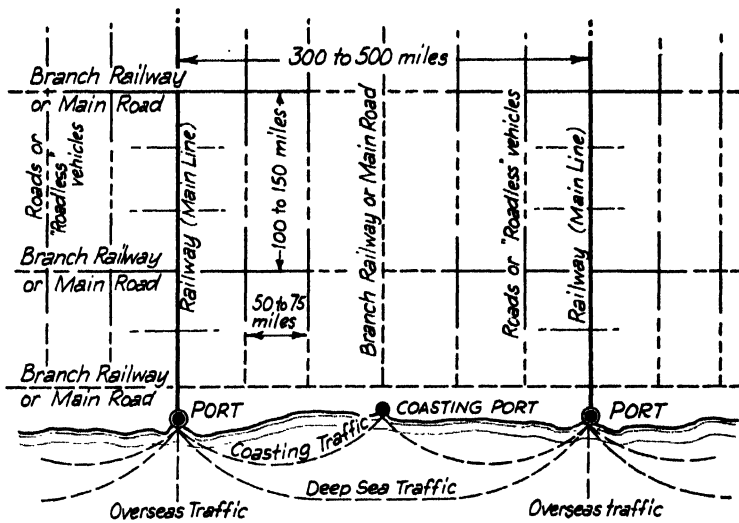 300 to 500 miles
Branch Railway
or Main Road
Roads or
"Roadless"
vehicles
Railway (Main Line)
100 to 150 miles
Branch Railway or Main Road
Roads or "Roadless" vehicles
Railway (Main Line)
Branch Railway
or Main Road
50 to 75
miles
Branch Railway
or Main Road
PORT
COASTING PORT
PORT
Coasting Traffic
Deep Sea Traffic
Overseas Traffic
Overseas traffic